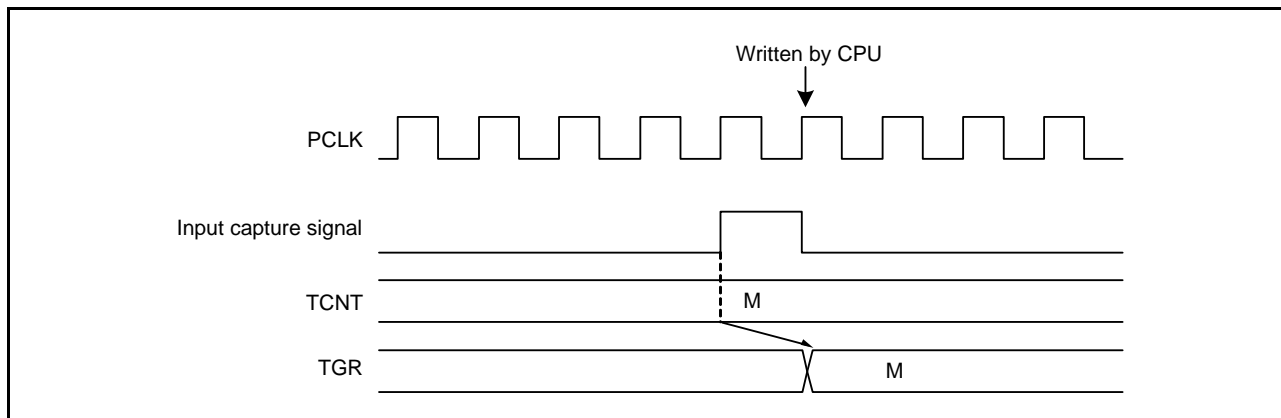 Written by CPU
PCLK
Input capture signal
TCNT
M
TGR
M